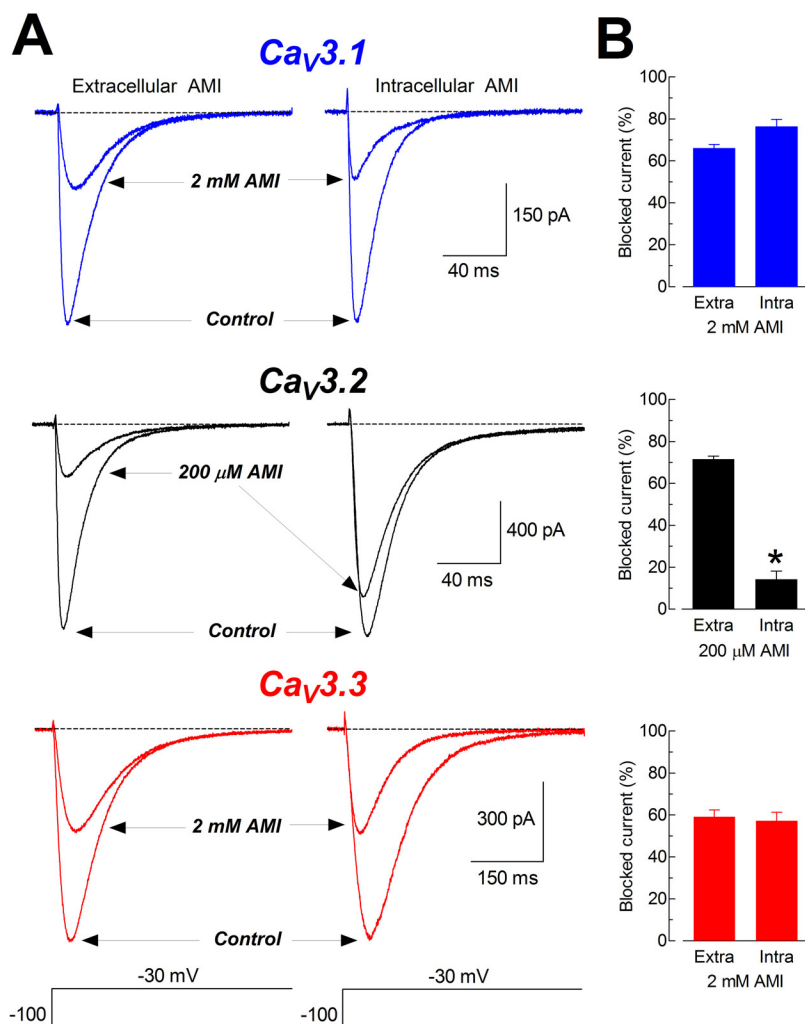 A
B
CaV3.1
Extracellular AMI
Intracellular AMI
2 mM AMI
150 pA
40 ms
Control
Blocked current (%)
100
80
60
40
20
0
Extra
Intra
2 mM AMI
CaV3.2
200 μM AMI
400 pA
40 ms
Control
Blocked current (%)
100
80
60
40
20
0
*
Extra
Intra
200 μM AMI
CaV3.3
2 mM AMI
300 pA
150 ms
Control
Blocked current (%)
100
80
60
40
20
0
Extra
Intra
2 mM AMI
-30 mV
-30 mV
-100
-100